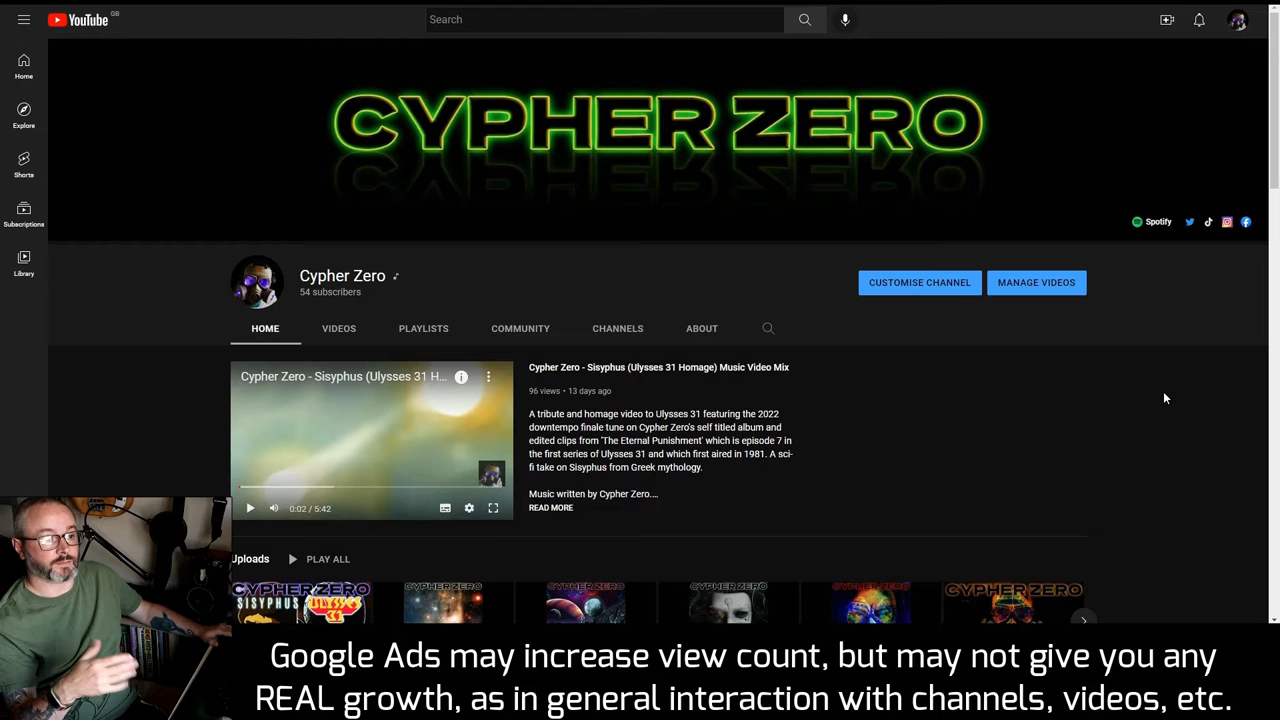 YouTube GB
Search
Home
Explore
Shorts
Subscriptions
Library
CYPHER ZERO
Spotify
Cypher Zero
54 subscribers
CUSTOMISE CHANNEL
MANAGE VIDEOS
HOME
VIDEOS
PLAYLISTS
COMMUNITY
CHANNELS
ABOUT
Cypher Zero - Sisyphus (Ulysses 31 H...
0:02 / 5:42
Cypher Zero - Sisyphus (Ulysses 31 Homage) Music Video Mix
96 views • 13 days ago
A tribute and homage video to Ulysses 31 featuring the 2022
downtempo finale tune on Cypher Zero's self titled album and
edited clips from 'The Eternal Punishment' which is episode 7 in
the first series of Ulysses 31 and which first aired in 1981. A sci-
fi take on Sisyphus from Greek mythology.
Music written by Cypher Zero....
READ MORE
Uploads
PLAY ALL
CYPHER ZERO
SISYPHUS
ULYSSES
31
CYPHER ZERO
CYPHER ZERO
CYPHER ZERO
CYPHER ZERO
CYPHER ZERO
Google Ads may increase view count, but may not give you any
REAL growth, as in general interaction with channels, videos, etc.